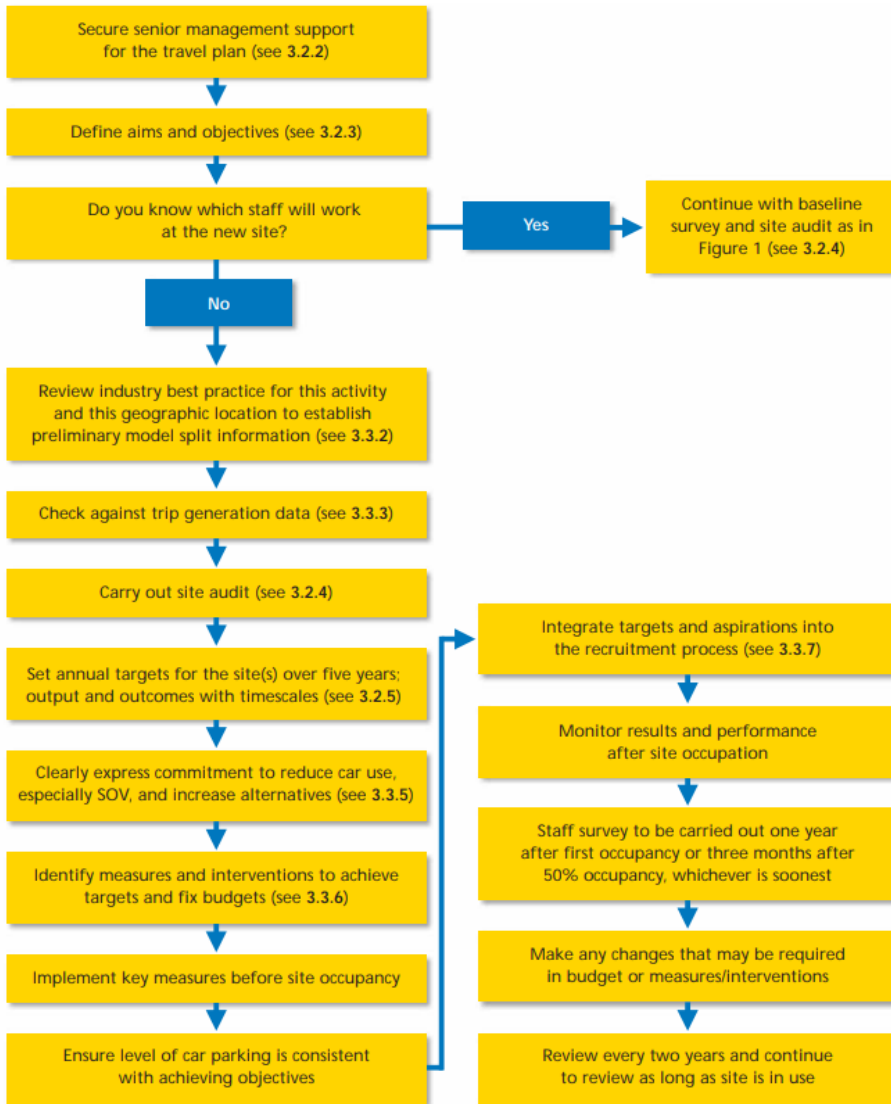 Secure senior management support
for the travel plan (see 3.2.2)
Define aims and objectives (see 3.2.3)
Do you know which staff will work
at the new site?
Yes
Continue with baseline
survey and site audit as in
Figure 1 (see 3.2.4)
No
Review industry best practice for this activity
and this geographic location to establish
preliminary model split information (see 3.3.2)
Check against trip generation data (see 3.3.3)
Carry out site audit (see 3.2.4)
Set annual targets for the site(s) over five years;
output and outcomes with timescales (see 3.2.5)
Clearly express commitment to reduce car use,
especially SOV, and increase alternatives (see 3.3.5)
Identify measures and interventions to achieve
targets and fix budgets (see 3.3.6)
Implement key measures before site occupancy
Ensure level of car parking is consistent
with achieving objectives
Integrate targets and aspirations into
the recruitment process (see 3.3.7)
Monitor results and performance
after site occupation
Staff survey to be carried out one year
after first occupancy or three months after
50% occupancy, whichever is soonest
Make any changes that may be required
in budget or measures/interventions
Review every two years and continue
to review as long as site is in use